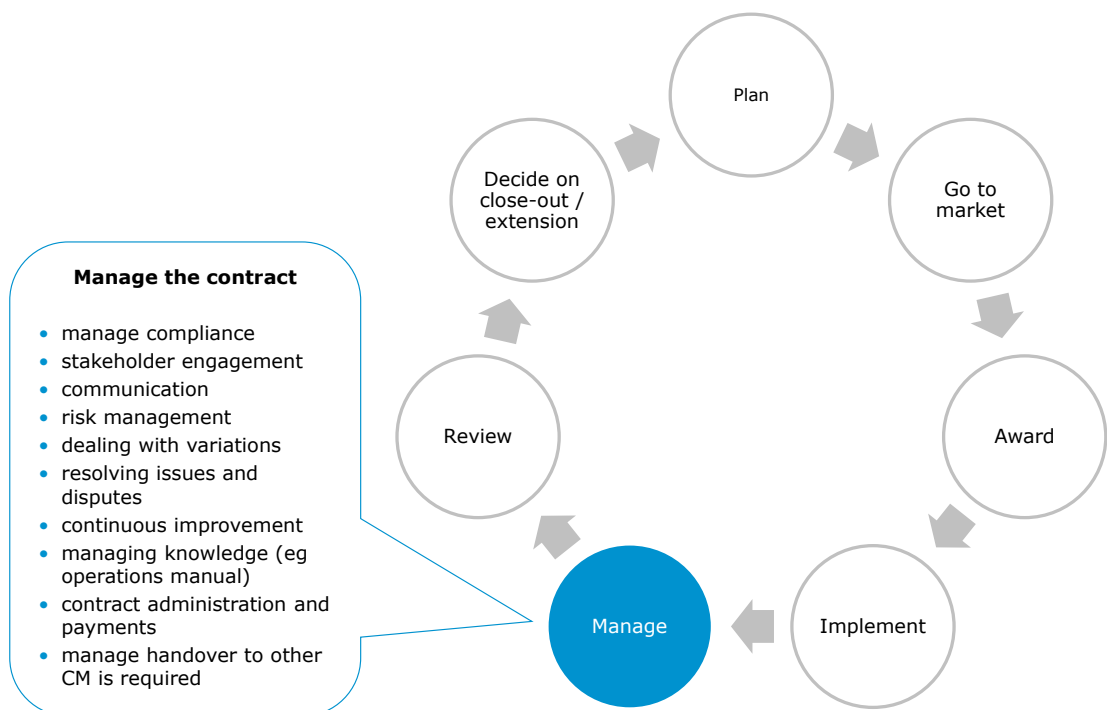 Plan
Go to
market
Award
Implement
Manage
Review
Decide on
close-out /
extension
Manage the contract
manage compliance
stakeholder engagement
communication
risk management
dealing with variations
resolving issues and
disputes
continuous improvement
managing knowledge (eg
operations manual)
contract administration and
payments
manage handover to other
CM is required